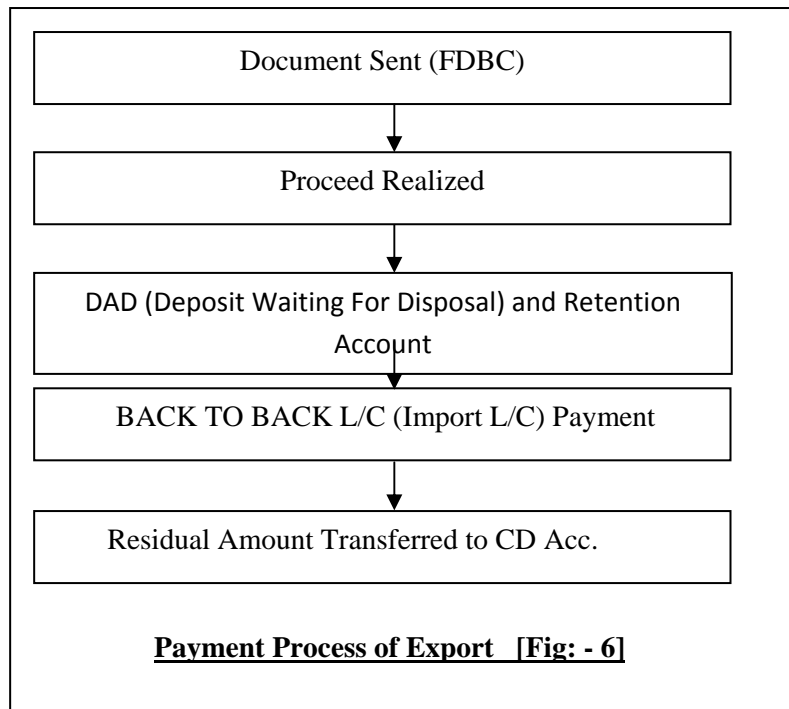 Document Sent (FDBC)
Proceed Realized
DAD (Deposit Waiting For Disposal) and Retention
Account
BACK TO BACK L/C (Import L/C) Payment
Residual Amount Transferred to CD Acc.
Payment Process of Export [Fig: - 6]